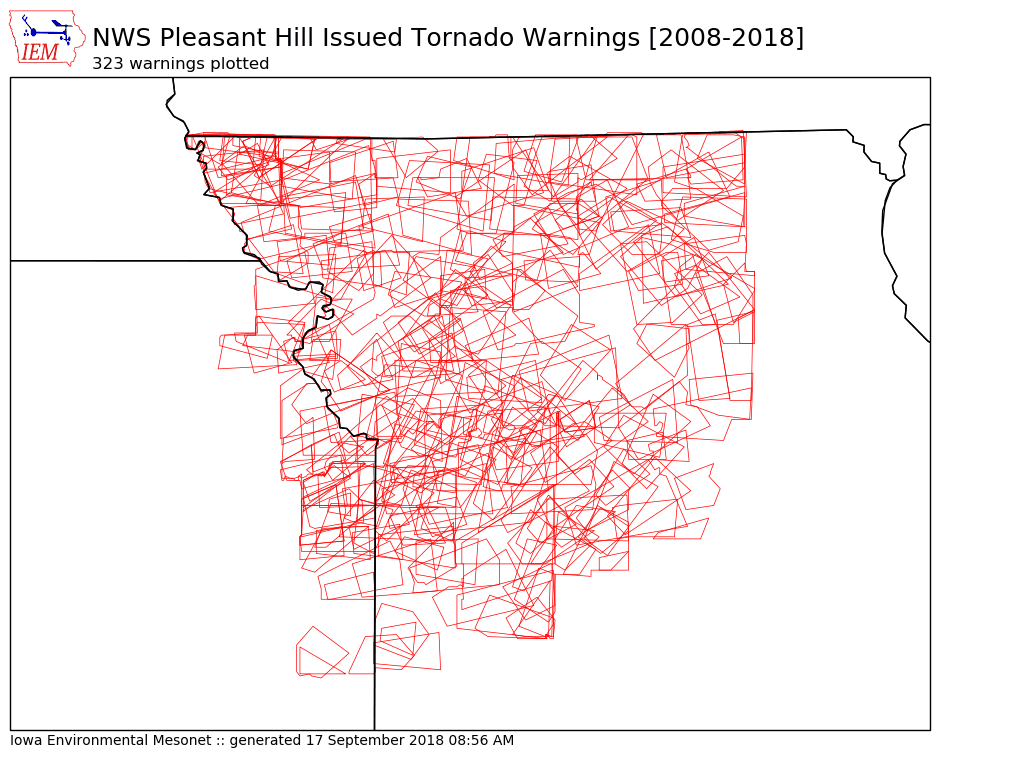 NWS Pleasant Hill Issued Tornado Warnings [2008-2018]
IEM
323 warnings plotted
Iowa Environmental Mesonet :: generated 17 September 2018 08:56 AM